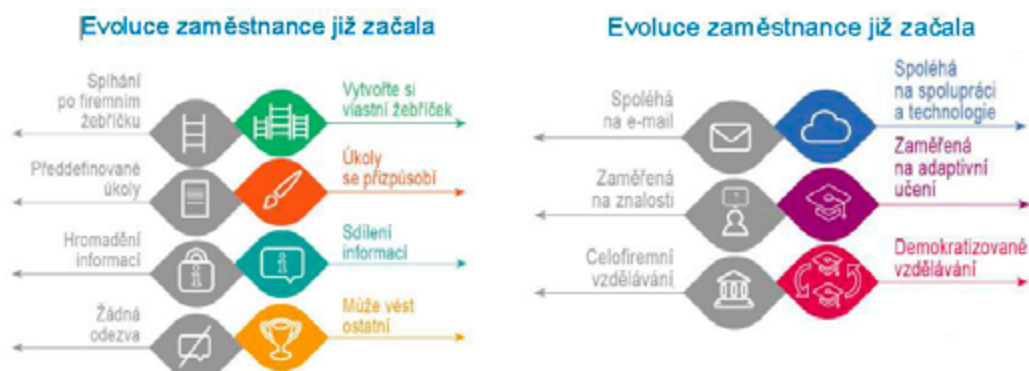 Evoluce zaměstnance již začala
Šplhání
po firemním
žebříčku
Vytvořte si
vlastní žebříček
Předdefinované
úkoly
Úkoly
se přizpůsobí
Hromadění
informací
Sdílení
informací
Žádná
odezva
Může vést
ostatní
Evoluce zaměstnance již začala
Spoléhá
na e-mail
Spoléhá
na spolupráci
a technologie
Zaměřená
na znalosti
Zaměřená
na adaptivní
učení
Celofiremní
vzdělávání
Demokratizované
vzdělávání